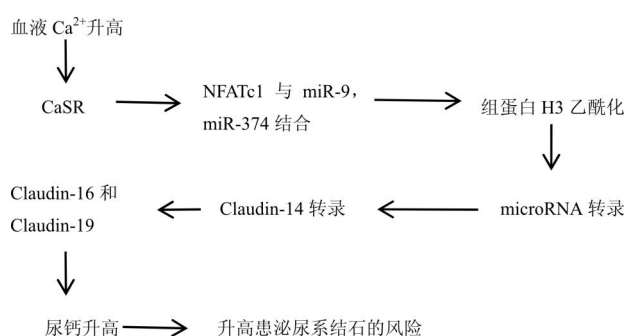 血液 Ca²⁺升高
CaSR
NFATc1 与 miR-9，
miR-374 结合
组蛋白 H3 乙酰化
Claudin-16 和
Claudin-19
Claudin-14 转录
microRNA 转录
尿钙升高
升高患泌尿系结石的风险